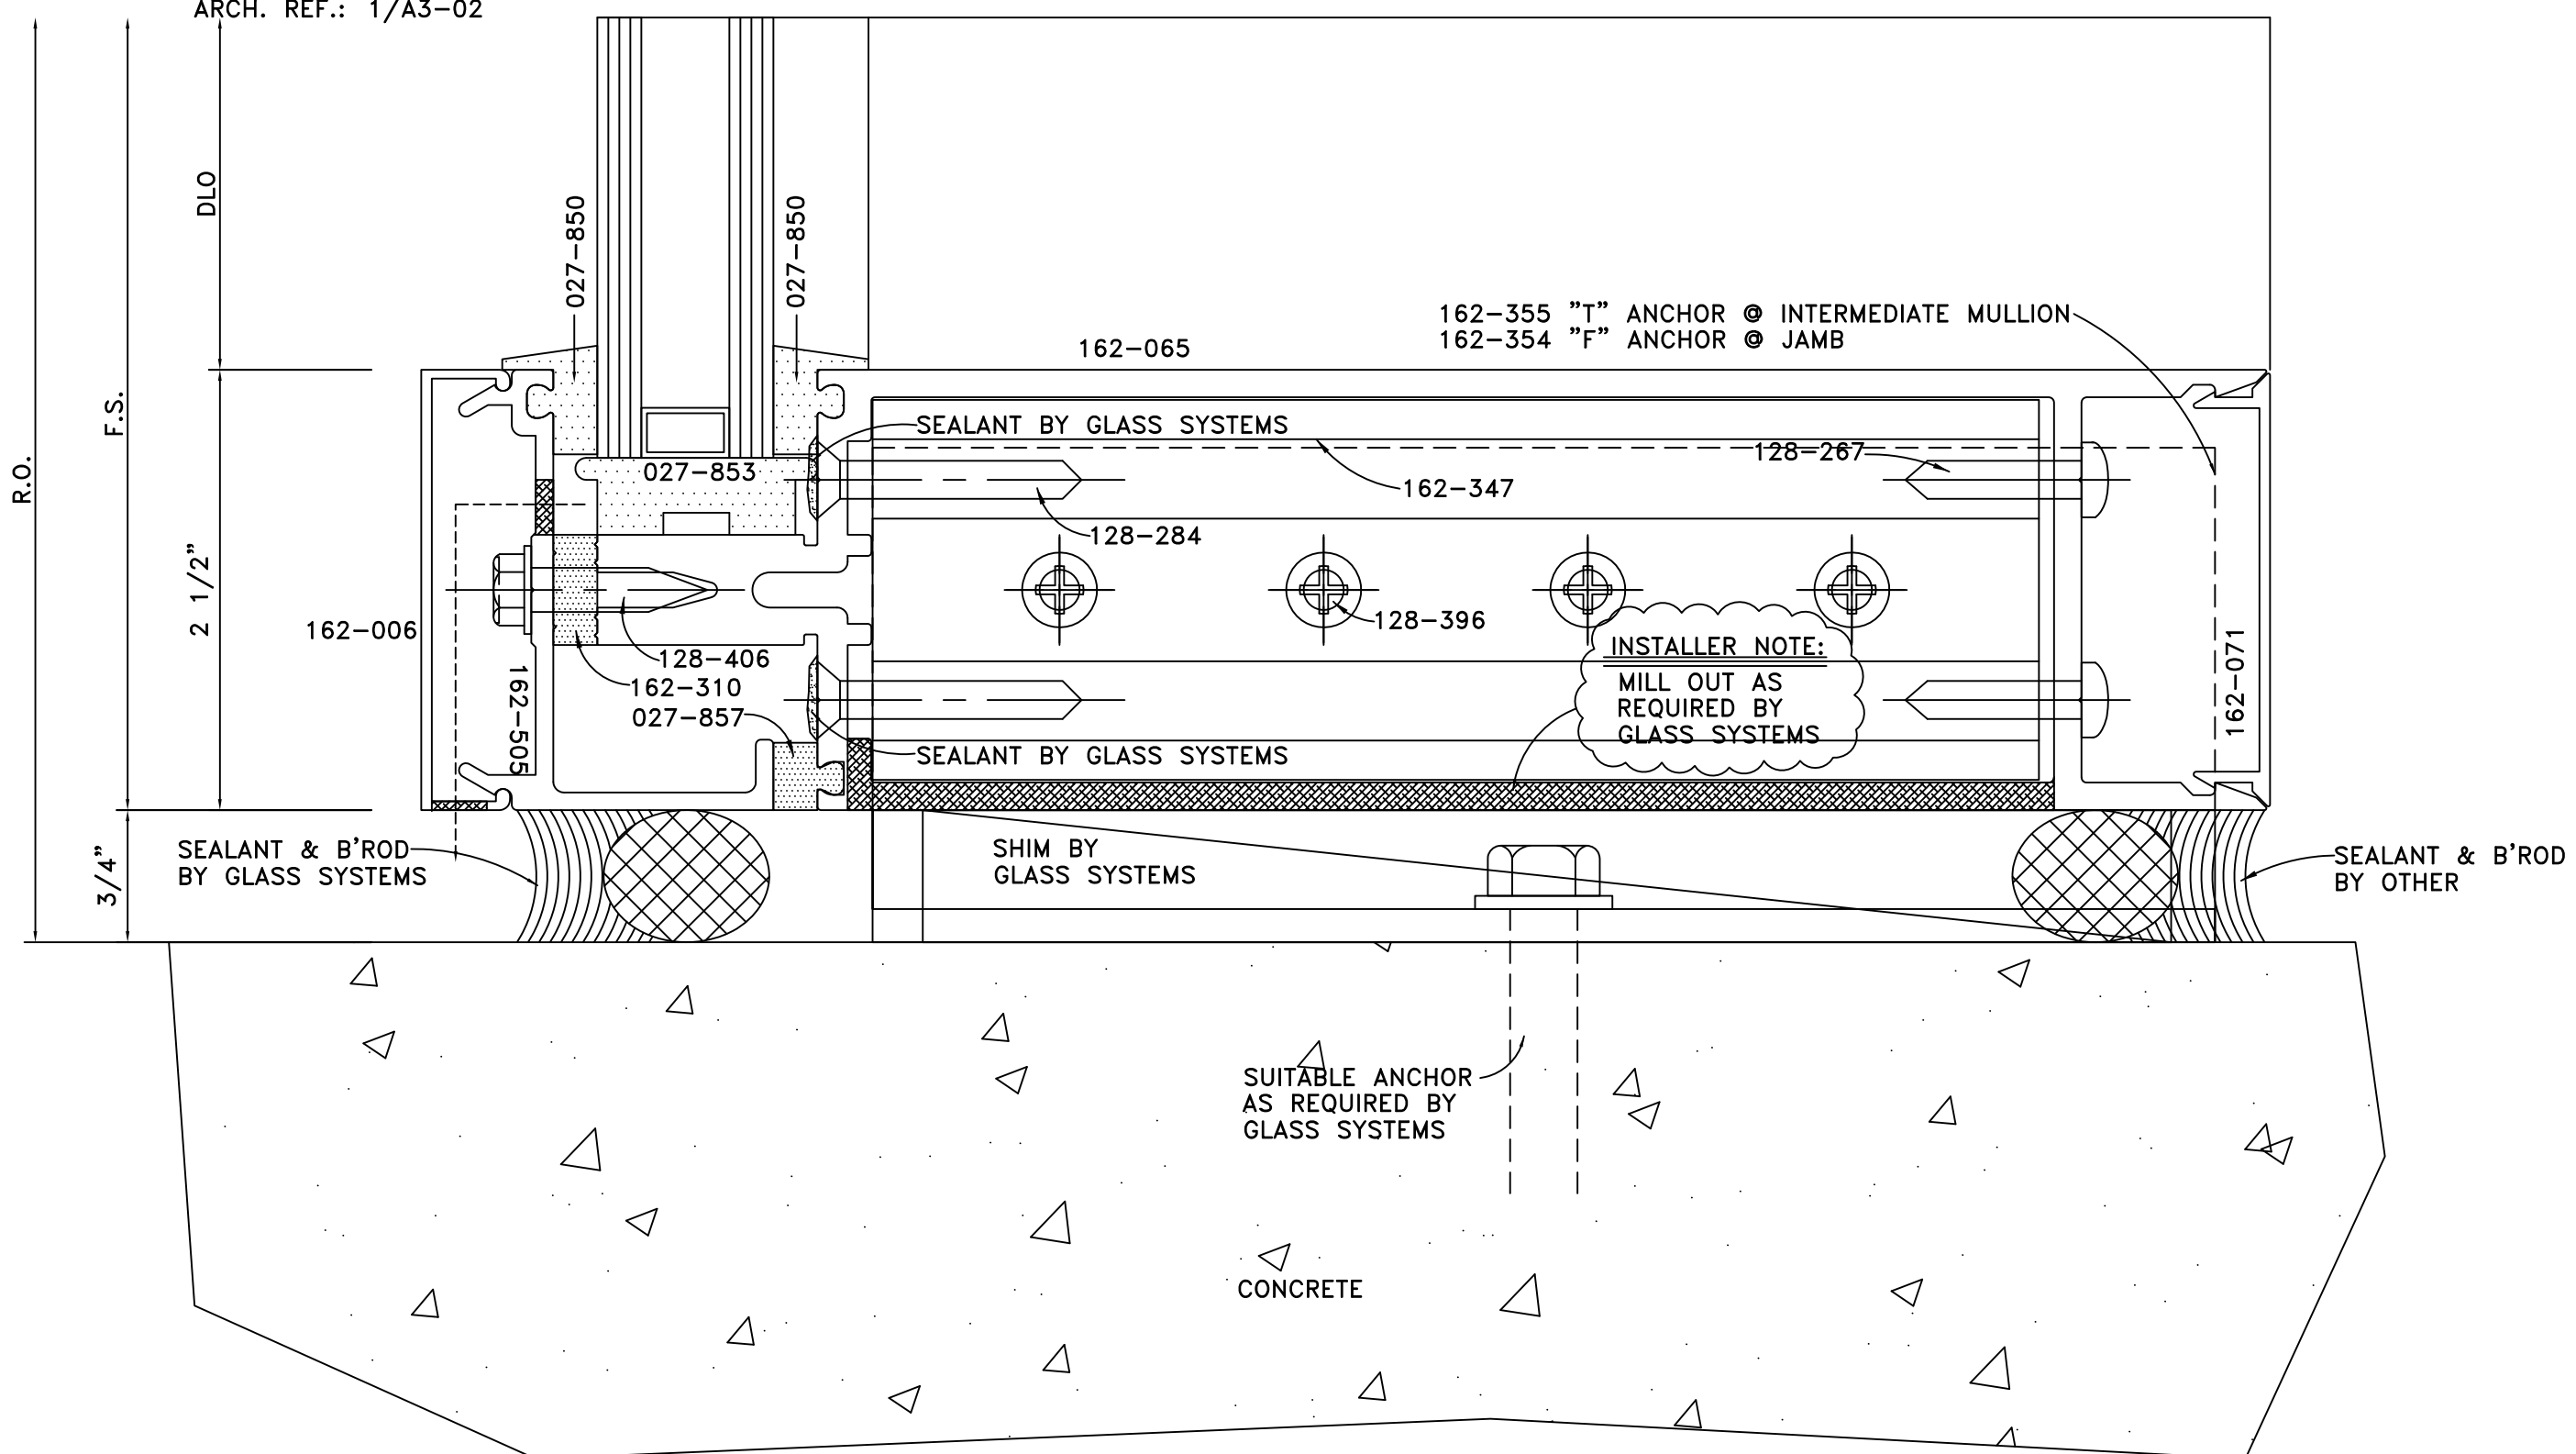 ARCH. REF.: 1/A3-02
R.O.
F.S.
DLO
2 1/2"
3/4"
027-850
027-850
162-355 "T" ANCHOR @ INTERMEDIATE MULLION
162-354 "F" ANCHOR @ JAMB
162-065
SEALANT BY GLASS SYSTEMS
128-267
027-853
162-347
128-284
162-006
128-396
128-406
162-310
027-857
162-505
INSTALLER NOTE:
MILL OUT AS
REQUIRED BY
GLASS SYSTEMS
162-071
SEALANT BY GLASS SYSTEMS
SEALANT & B'ROD
BY GLASS SYSTEMS
SHIM BY
GLASS SYSTEMS
SEALANT & B'ROD
BY OTHER
SUITABLE ANCHOR
AS REQUIRED BY
GLASS SYSTEMS
CONCRETE